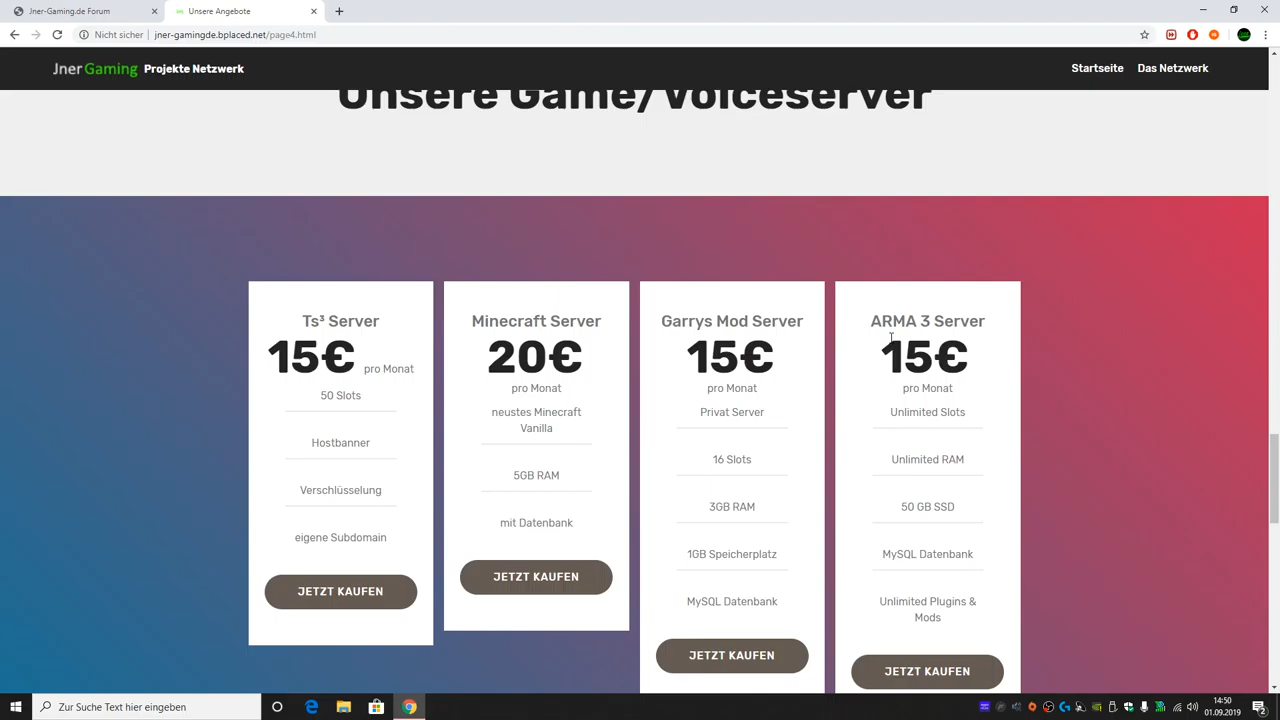 Jner-Gaming.de Forum
Unsere Angebote
Nicht sicher
jner-gamingde.bplaced.net/page4.html
Jner Gaming Projekte Netzwerk
Startseite
Das Netzwerk
Unsere Game/Voiceserver
Ts³ Server
15€ pro Monat
50 Slots
Hostbanner
Verschlüsselung
eigene Subdomain
JETZT KAUFEN
Minecraft Server
20€
pro Monat
neustes Minecraft
Vanilla
5GB RAM
mit Datenbank
JETZT KAUFEN
Garrys Mod Server
15€
pro Monat
Privat Server
16 Slots
3GB RAM
1GB Speicherplatz
MySQL Datenbank
JETZT KAUFEN
ARMA 3 Server
15€
pro Monat
Unlimited Slots
Unlimited RAM
50 GB SSD
MySQL Datenbank
Unlimited Plugins &
Mods
JETZT KAUFEN
Zur Suche Text hier eingeben
14:50
01.09.2019
2